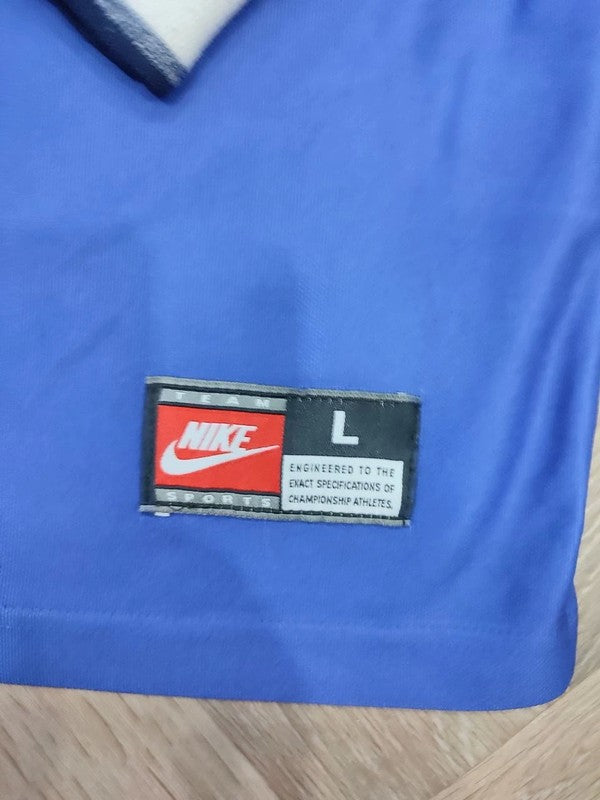 TEAM
NIKE
SPORTS
L
ENGINEERED TO THE
EXACT SPECIFICATIONS OF
CHAMPIONSHIP ATHLETES.